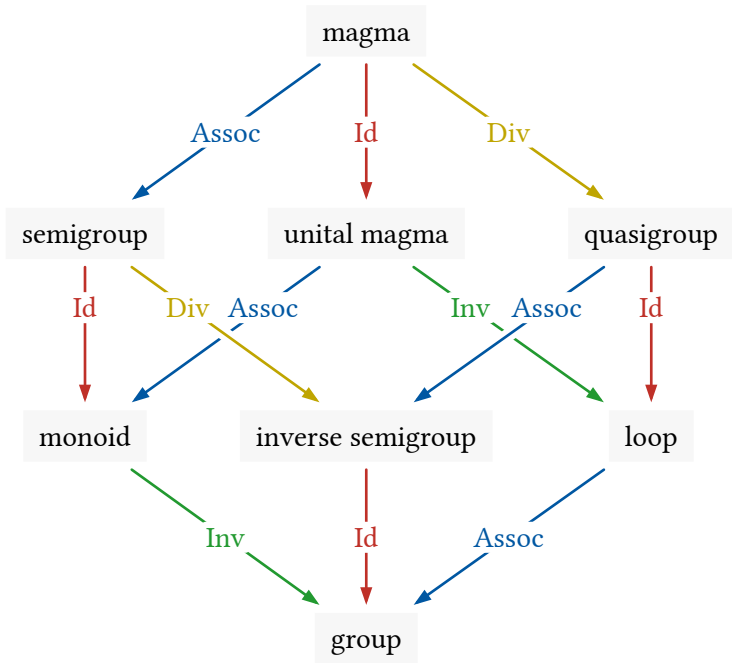 magma
Assoc Id Div
semigroup unital magma quasigroup
Id Div Assoc Inv Assoc Id
monoid inverse semigroup loop
Inv Id Assoc
group